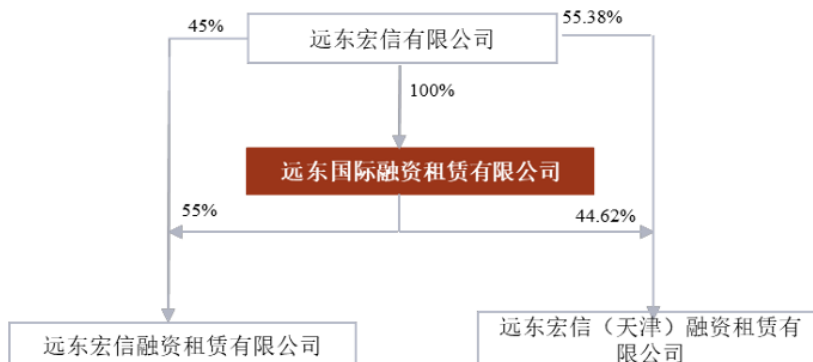 45%
远东宏信有限公司
55.38%
100%
远东国际融资租赁有限公司
55%
44.62%
远东宏信融资租赁有限公司
远东宏信（天津）融资租赁有
限公司